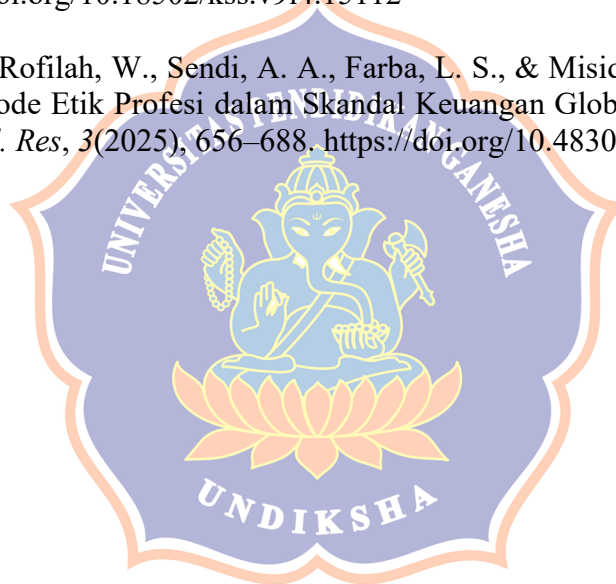 oi.org/10.18502/kss.v9i4.15112
Rofilah, W., Sendi, A. A., Farba, L. S., & Misid
ode Etik Profesi dalam Skandal Keuangan Glob
. Res, 3(2025), 656–688. https://doi.org/10.4830
UNIVERSITAS PENDIDIKAN GANESHA
UNDIKSHA